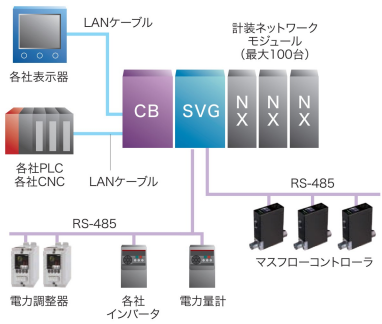 LANケーブル
計装ネットワーク
モジュール
（最大100台）
各社表示器
CB
SVG
NX
NX
NX
各社PLC
各社CNC
LANケーブル
RS-485
RS-485
マスフローコントローラ
電力調整器
各社
インバータ
電力量計